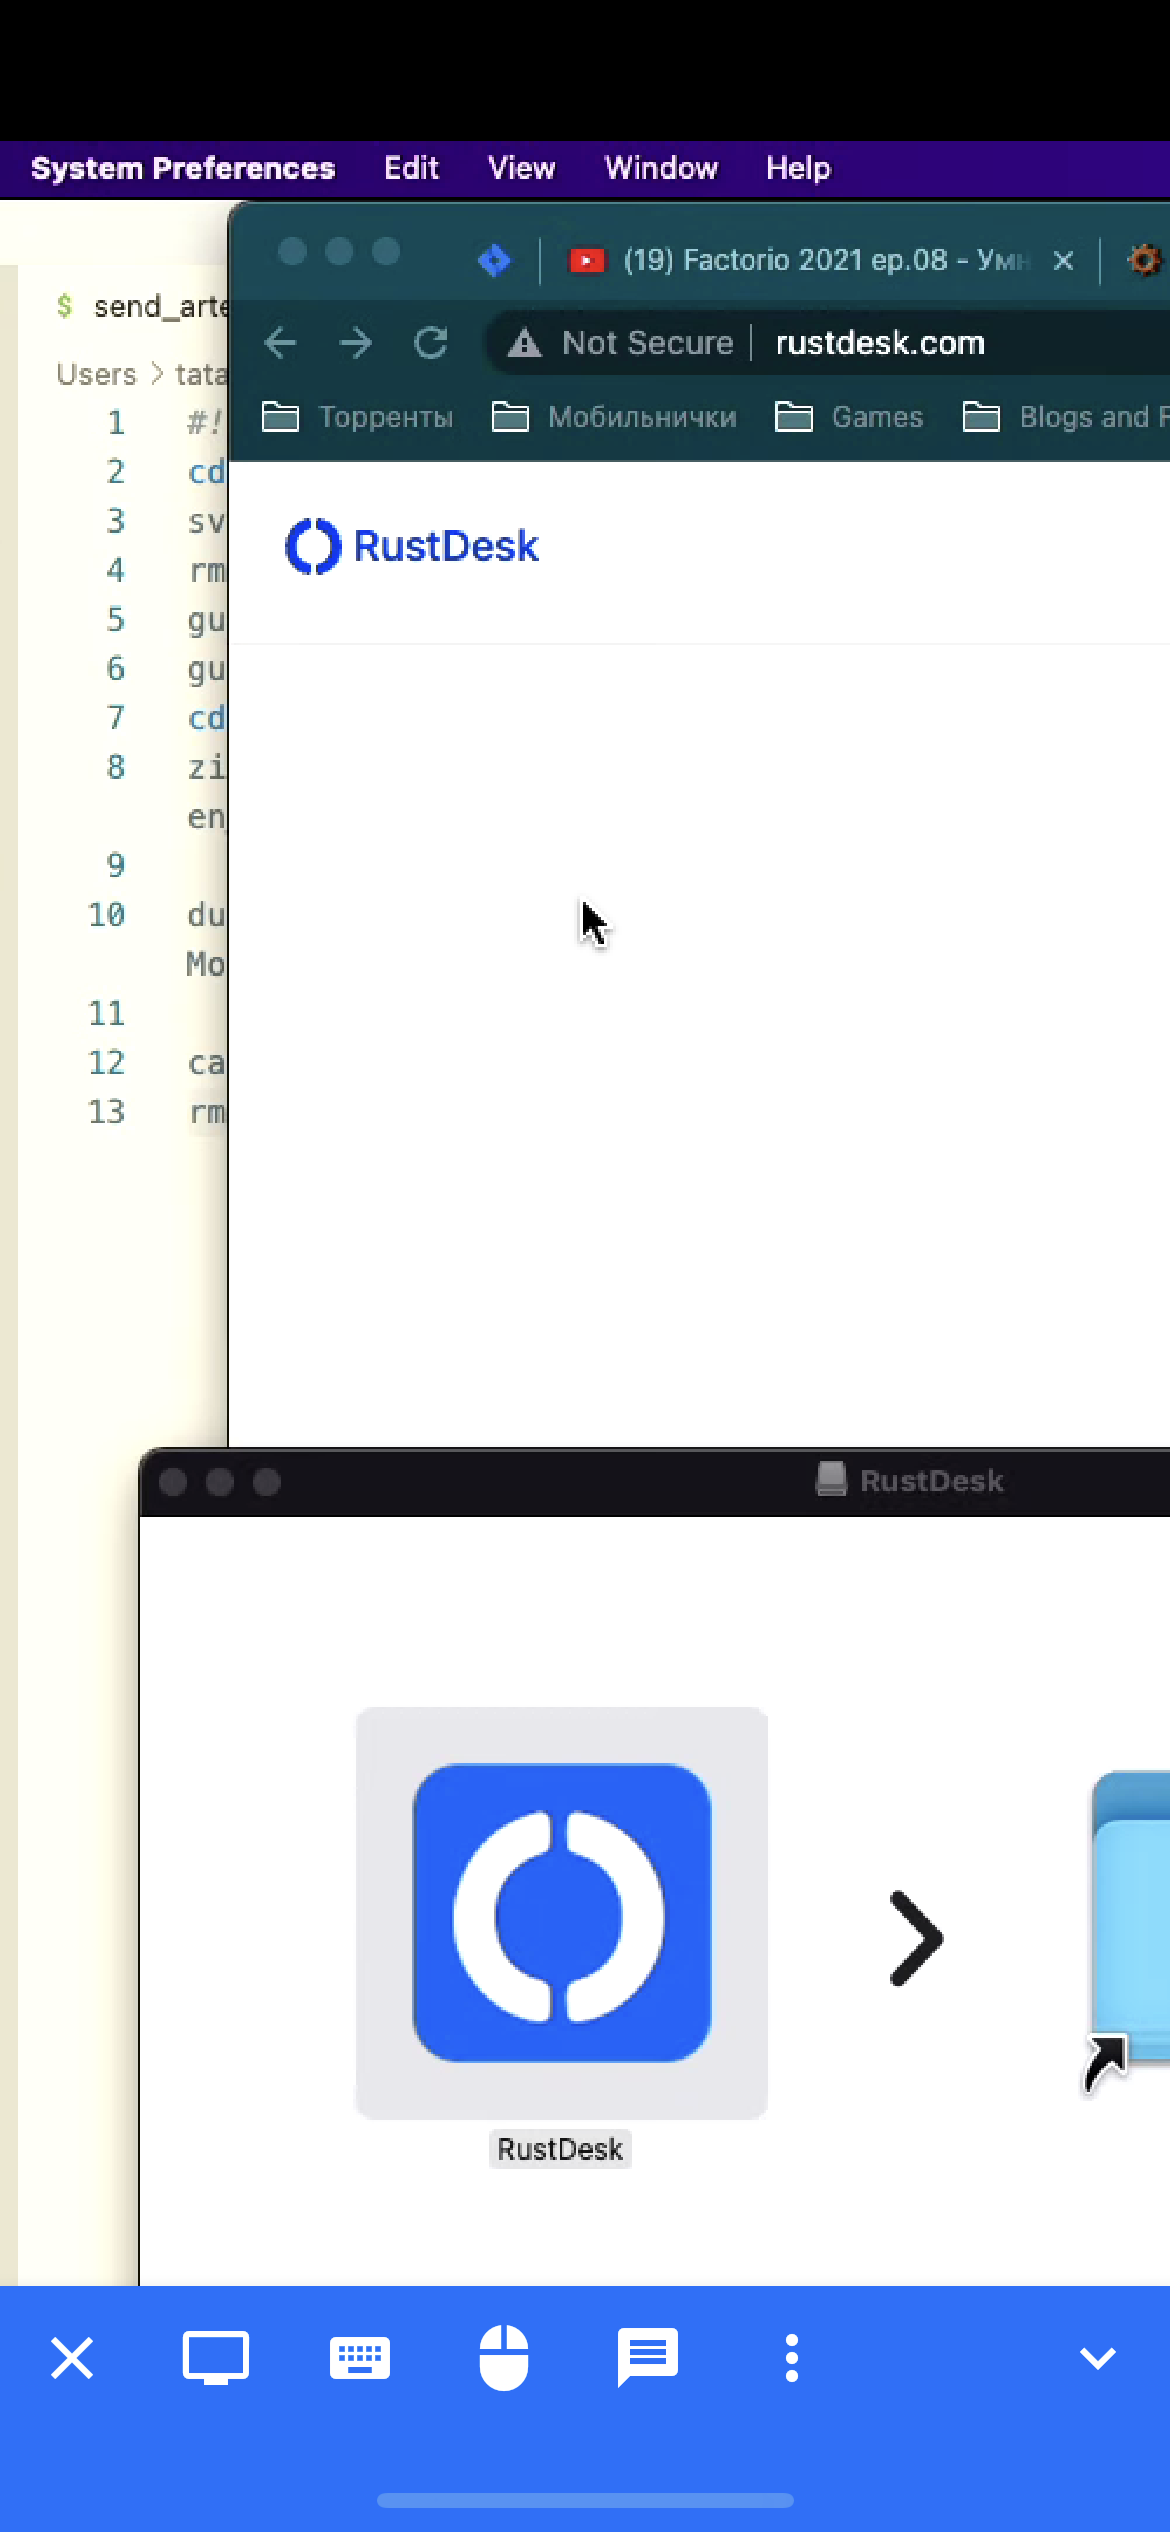 System Preferences Edit View Window Help
(19) Factorio 2021 ep.08 - Умн
$ send_arte
Not Secure rustdesk.com
Users > tata
Торренты Мобильнички Games Blogs and F
1 #!
2 cd
3 sv
4 rm
5 gu
6 gu
7 cd
8 zi
en_
9
10 du
Mo
11
12 ca
13 rm
RustDesk
RustDesk
RustDesk